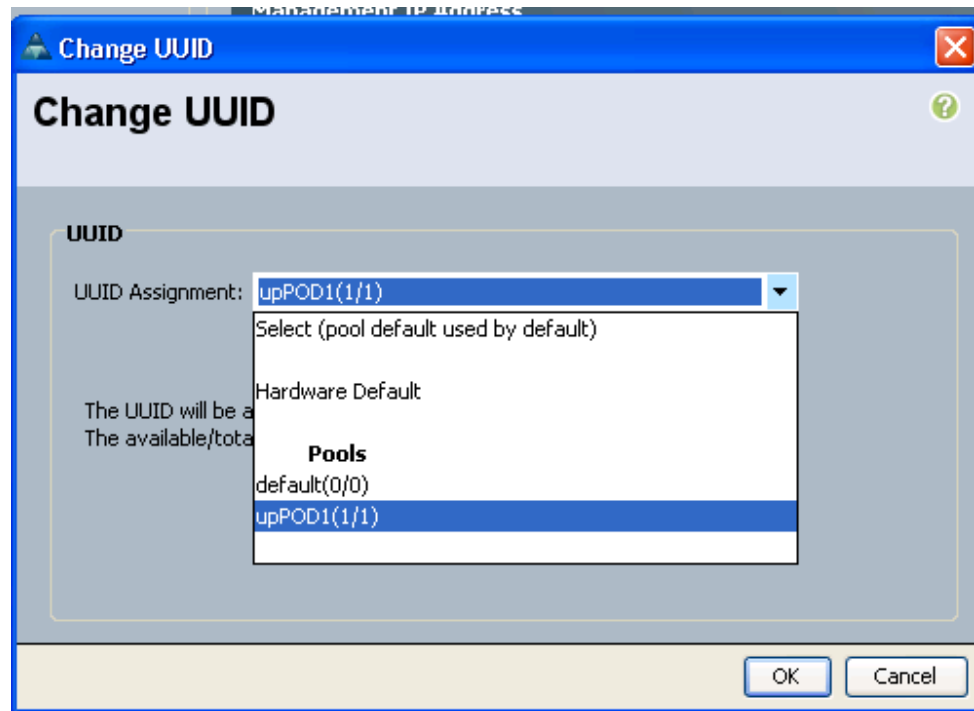 Management IP Address
Change UUID
Change UUID
?
UUID
UUID Assignment: upPOD1(1/1)
Select (pool default used by default)
Hardware Default
The UUID will be a
The available/tota
Pools
default(0/0)
upPOD1(1/1)
OK Cancel